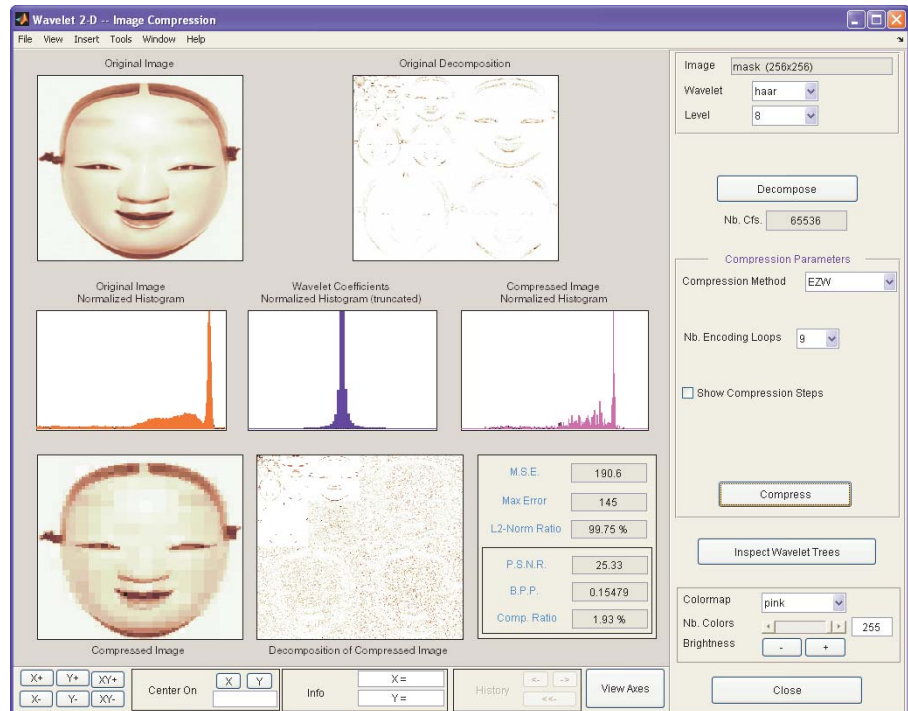 Wavelet 2-D -- Image Compression
File View Insert Tools Window Help
Original Image
Original Decomposition
Image mask (256x256)
Wavelet haar
Level 8
Decompose
Nb. Cfs. 65536
Original Image
Normalized Histogram
Wavelet Coefficients
Normalized Histogram (truncated)
Compressed Image
Normalized Histogram
Compression Parameters
Compression Method EZW
Nb. Encoding Loops 9
Show Compression Steps
Compress
M.S.E. 190.6
Max Error 145
L2-Norm Ratio 99.75 %
P.S.N.R. 25.33
B.P.P. 0.15479
Comp. Ratio 1.93 %
Compressed Image
Decomposition of Compressed Image
Inspect Wavelet Trees
Colormap pink
Nb. Colors 255
Brightness - +
X+ Y+ XY+
X- Y- XY-
Center On X Y
Info X = Y =
History <- -> <<-
View Axes
Close